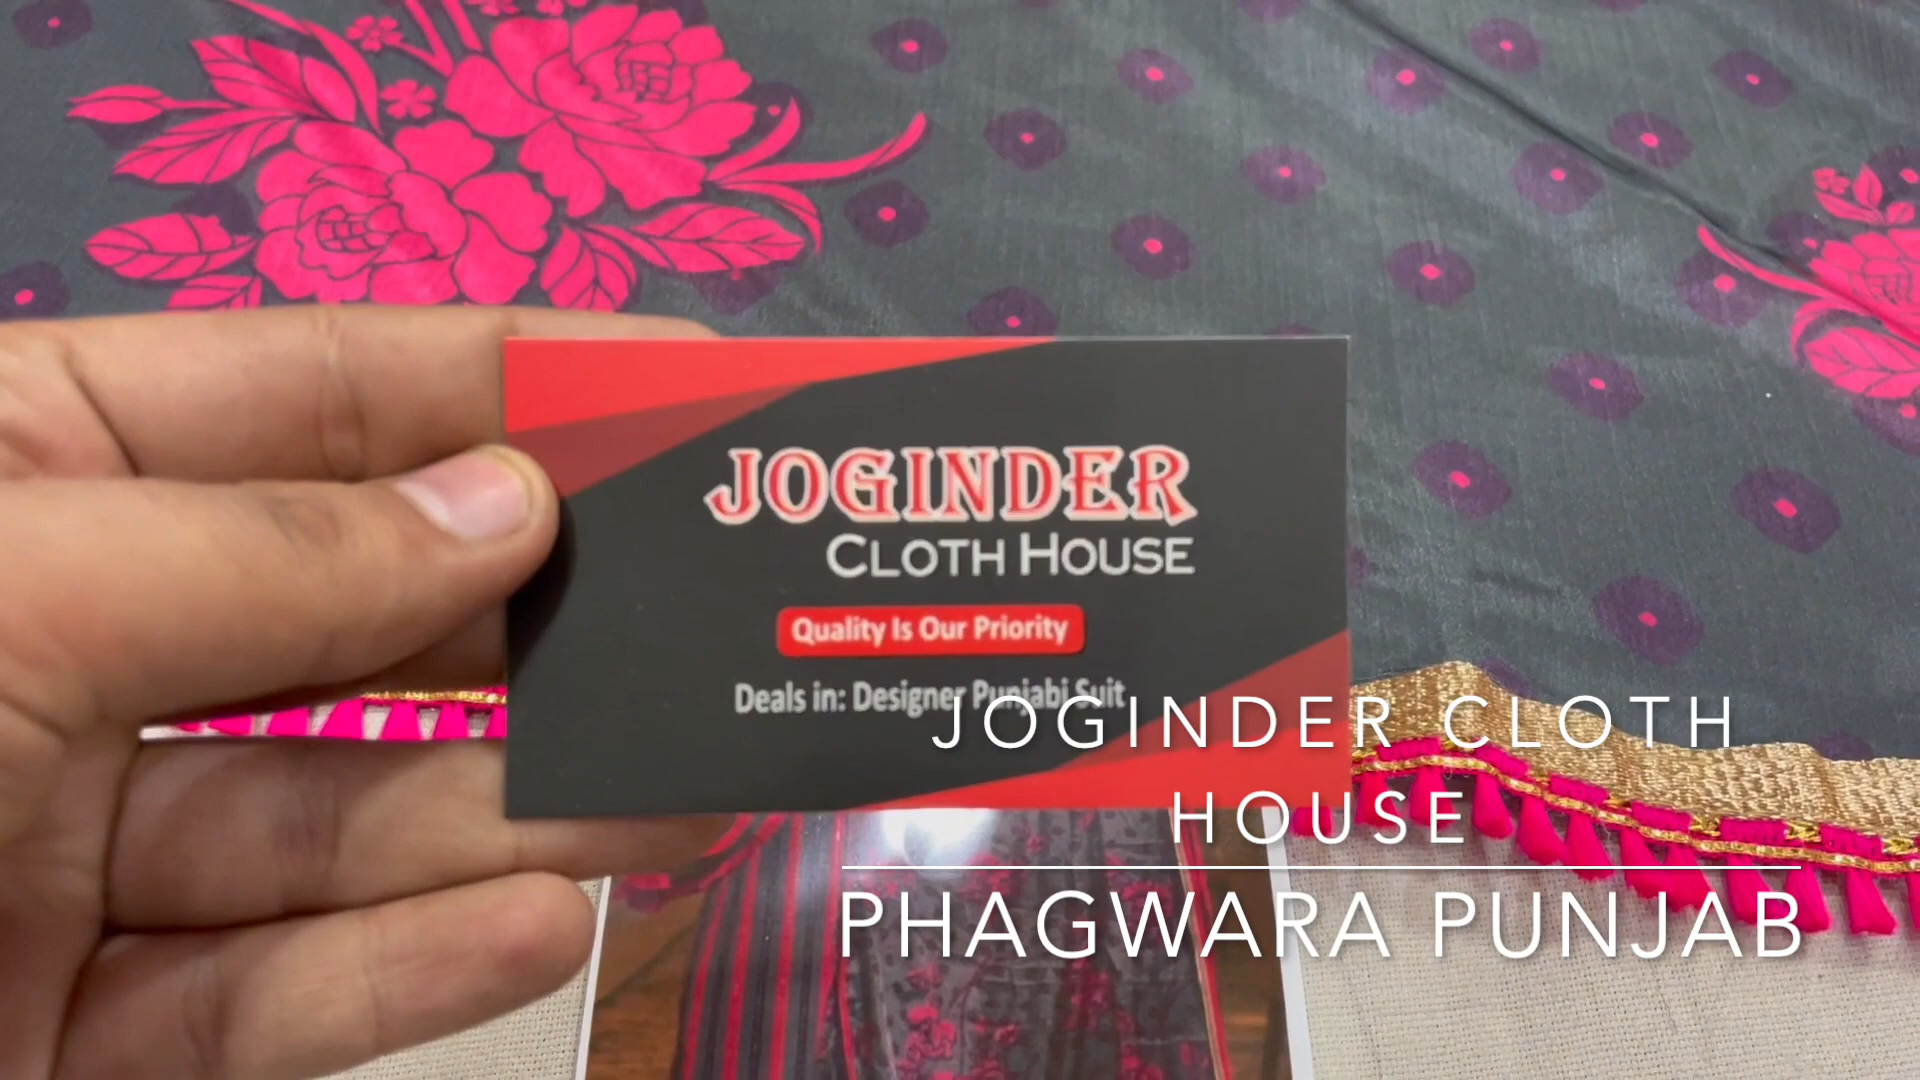 JOGINDER
CLOTH HOUSE
Quality Is Our Priority
Deals in: Designer Punjabi Suit
JOGINDER CLOTH
HOUSE
PHAGWARA PUNJAB